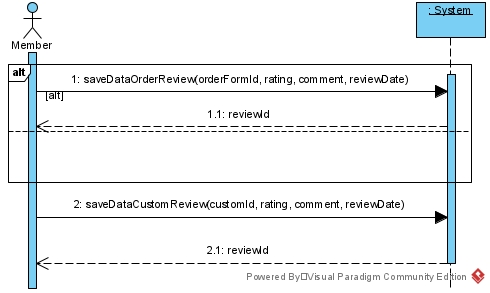 : System
Member
alt
1: saveDataOrderReview(orderFormId, rating, comment, reviewDate)
[alt]
1.1: reviewId
2: saveDataCustomReview(customId, rating, comment, reviewDate)
2.1: reviewId
Powered By Visual Paradigm Community Edition